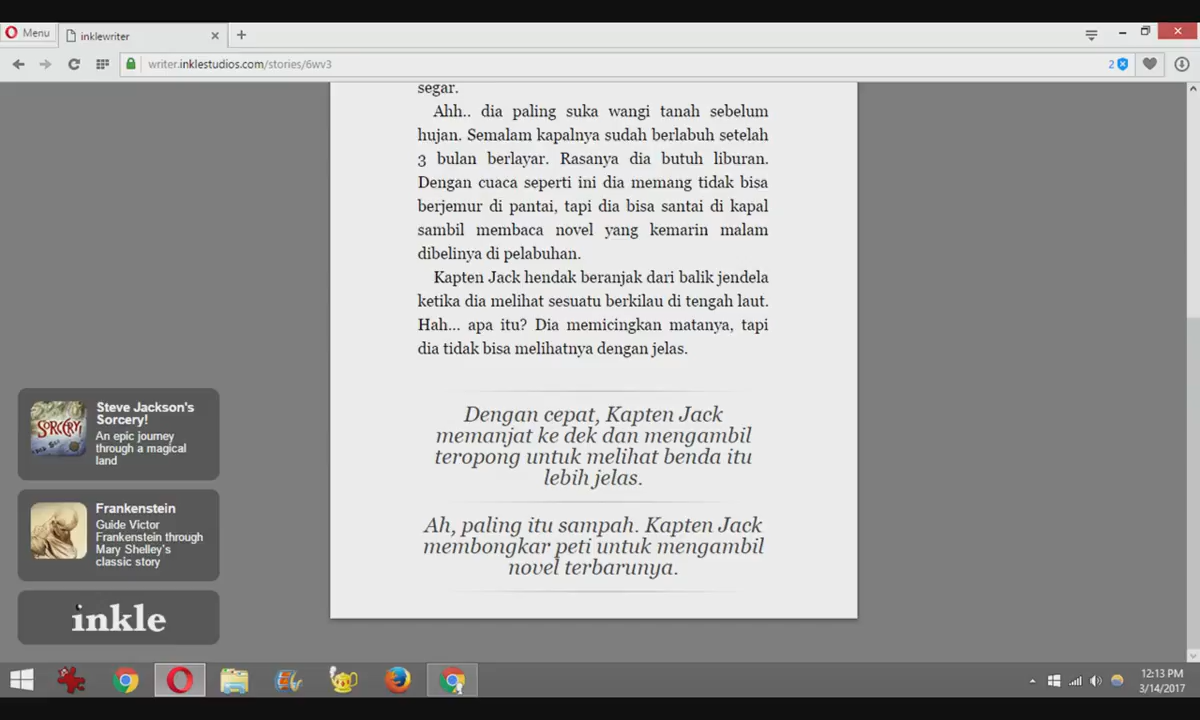 Menu
inklewriter
writer.inklestudios.com/stories/6wv3
2
segar.
Ahh.. dia paling suka wangi tanah sebelum
hujan. Semalam kapalnya sudah berlabuh setelah
3 bulan berlayar. Rasanya dia butuh liburan.
Dengan cuaca seperti ini dia memang tidak bisa
berjemur di pantai, tapi dia bisa santai di kapal
sambil membaca novel yang kemarin malam
dibelinya di pelabuhan.
Kapten Jack hendak beranjak dari balik jendela
ketika dia melihat sesuatu berkilau di tengah laut.
Hah... apa itu? Dia memicingkan matanya, tapi
dia tidak bisa melihatnya dengan jelas.
Dengan cepat, Kapten Jack
memanjat ke dek dan mengambil
teropong untuk melihat benda itu
lebih jelas.
Ah, paling itu sampah. Kapten Jack
membongkar peti untuk mengambil
novel terbarunya.
SORCERY!
Steve Jackson's
Sorcery!
An epic journey
through a magical
land
Frankenstein
Guide Victor
Frankenstein through
Mary Shelley's
classic story
inkle
12:13 PM
3/14/2017